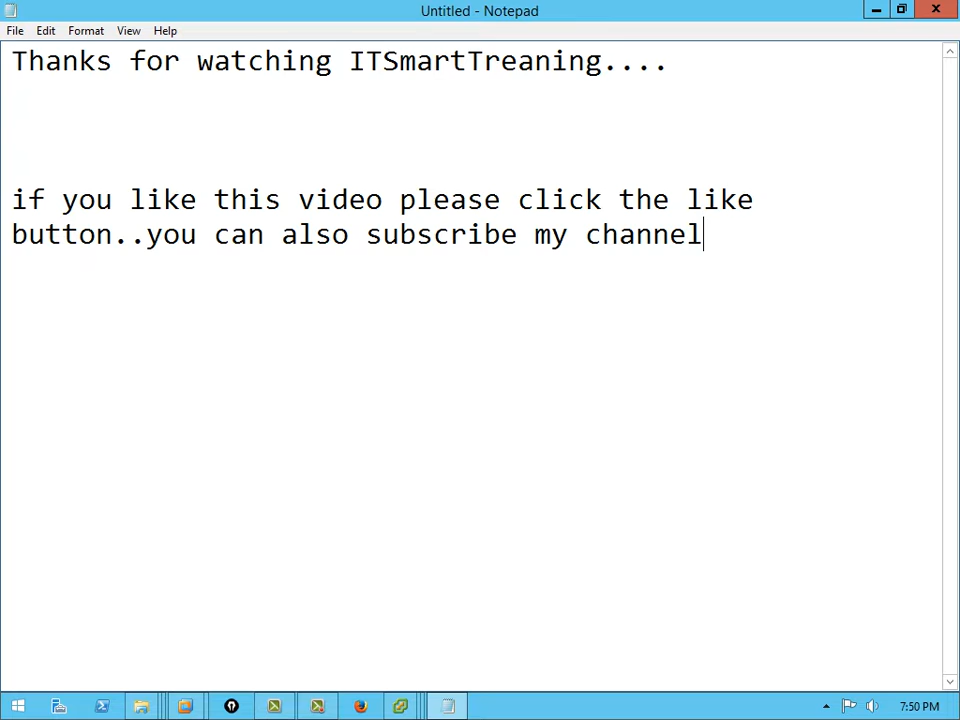 Untitled - Notepad
File Edit Format View Help
Thanks for watching ITSmartTreaning....
if you like this video please click the like
button..you can also subscribe my channel
7:50 PM